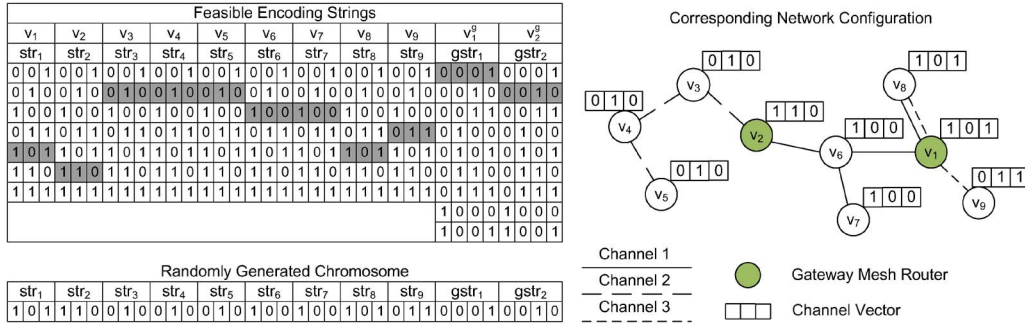 Feasible Encoding Strings
v1 v2 v3 v4 v5 v6 v7 v8 v9 v1^g v2^g
str1 str2 str3 str4 str5 str6 str7 str8 str9 gstr1 gstr2
0 0 1 0 0 1 0 0 1 0 0 1 0 0 1 0 0 1 0 0 1 0 0 1 0 0 1 0 0 0 1 0 0 0 1
0 1 0 0 1 0 0 1 0 0 1 0 0 1 0 0 1 0 0 1 0 0 1 0 0 1 0 0 0 1 0 0 0 1 0
1 0 0 1 0 0 1 0 0 1 0 0 1 0 0 1 0 0 1 0 0 1 0 0 1 0 0 0 0 1 1 0 0 1 1
0 1 1 0 1 1 0 1 1 0 1 1 0 1 1 0 1 1 0 1 1 0 1 1 0 1 1 0 1 0 0 0 1 0 0
1 0 1 1 0 1 1 0 1 1 0 1 1 0 1 1 0 1 1 0 1 1 0 1 1 0 1 0 1 0 1 0 1 0 1
1 1 0 1 1 0 1 1 0 1 1 0 1 1 0 1 1 0 1 1 0 1 1 0 1 1 0 0 1 1 0 0 1 1 0
1 1 1 1 1 1 1 1 1 1 1 1 1 1 1 1 1 1 1 1 1 1 1 1 1 1 1 0 1 1 1 0 1 1 1
1 0 0 0 1 0 0 0
1 0 0 1 1 0 0 1
Randomly Generated Chromosome
str1 str2 str3 str4 str5 str6 str7 str8 str9 gstr1 gstr2
1 0 1 1 1 0 0 1 0 0 1 0 0 1 0 1 0 0 1 0 0 1 0 1 0 1 1 0 0 0 1 0 0 1 0
Corresponding Network Configuration
0 1 0
1 0 1
v3
v8
0 1 0
1 1 0
v4
v2
1 0 0
1 0 1
v6
v1
0 1 0
v5
1 0 0
v7
0 1 1
v9
Channel 1
Channel 2
Channel 3
Gateway Mesh Router
Channel Vector